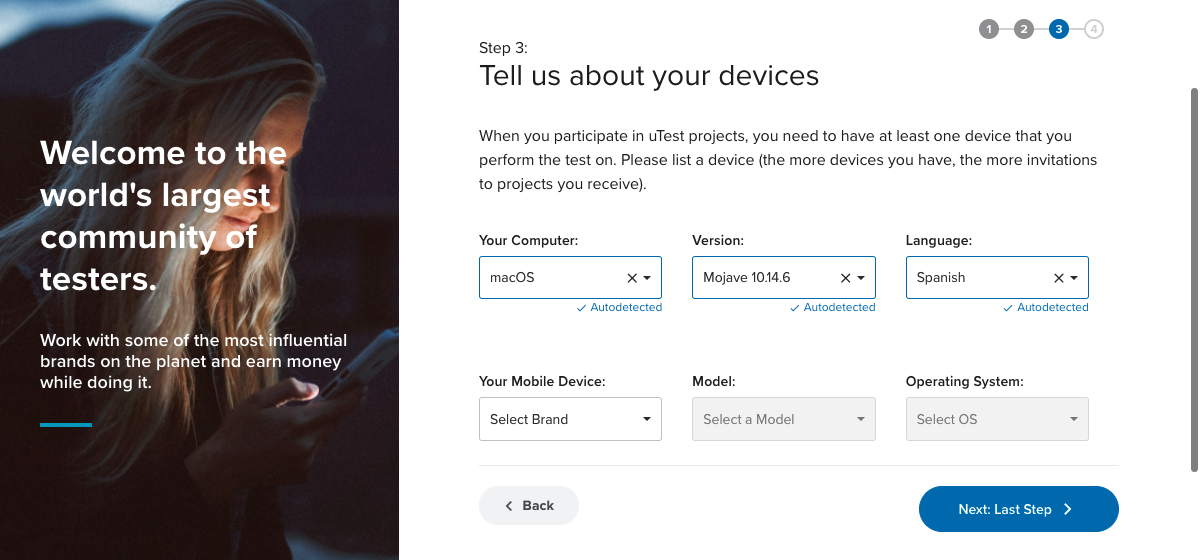 Welcome to the
world's largest
community of
testers.
Work with some of the most influential
brands on the planet and earn money
while doing it.
1 2 3 4
Step 3:
Tell us about your devices
When you participate in uTest projects, you need to have at least one device that you
perform the test on. Please list a device (the more devices you have, the more invitations
to projects you receive).
Your Computer: Version: Language:
macOS Mojave 10.14.6 Spanish
Autodetected Autodetected Autodetected
Your Mobile Device: Model: Operating System:
Select Brand Select a Model Select OS
Back Next: Last Step